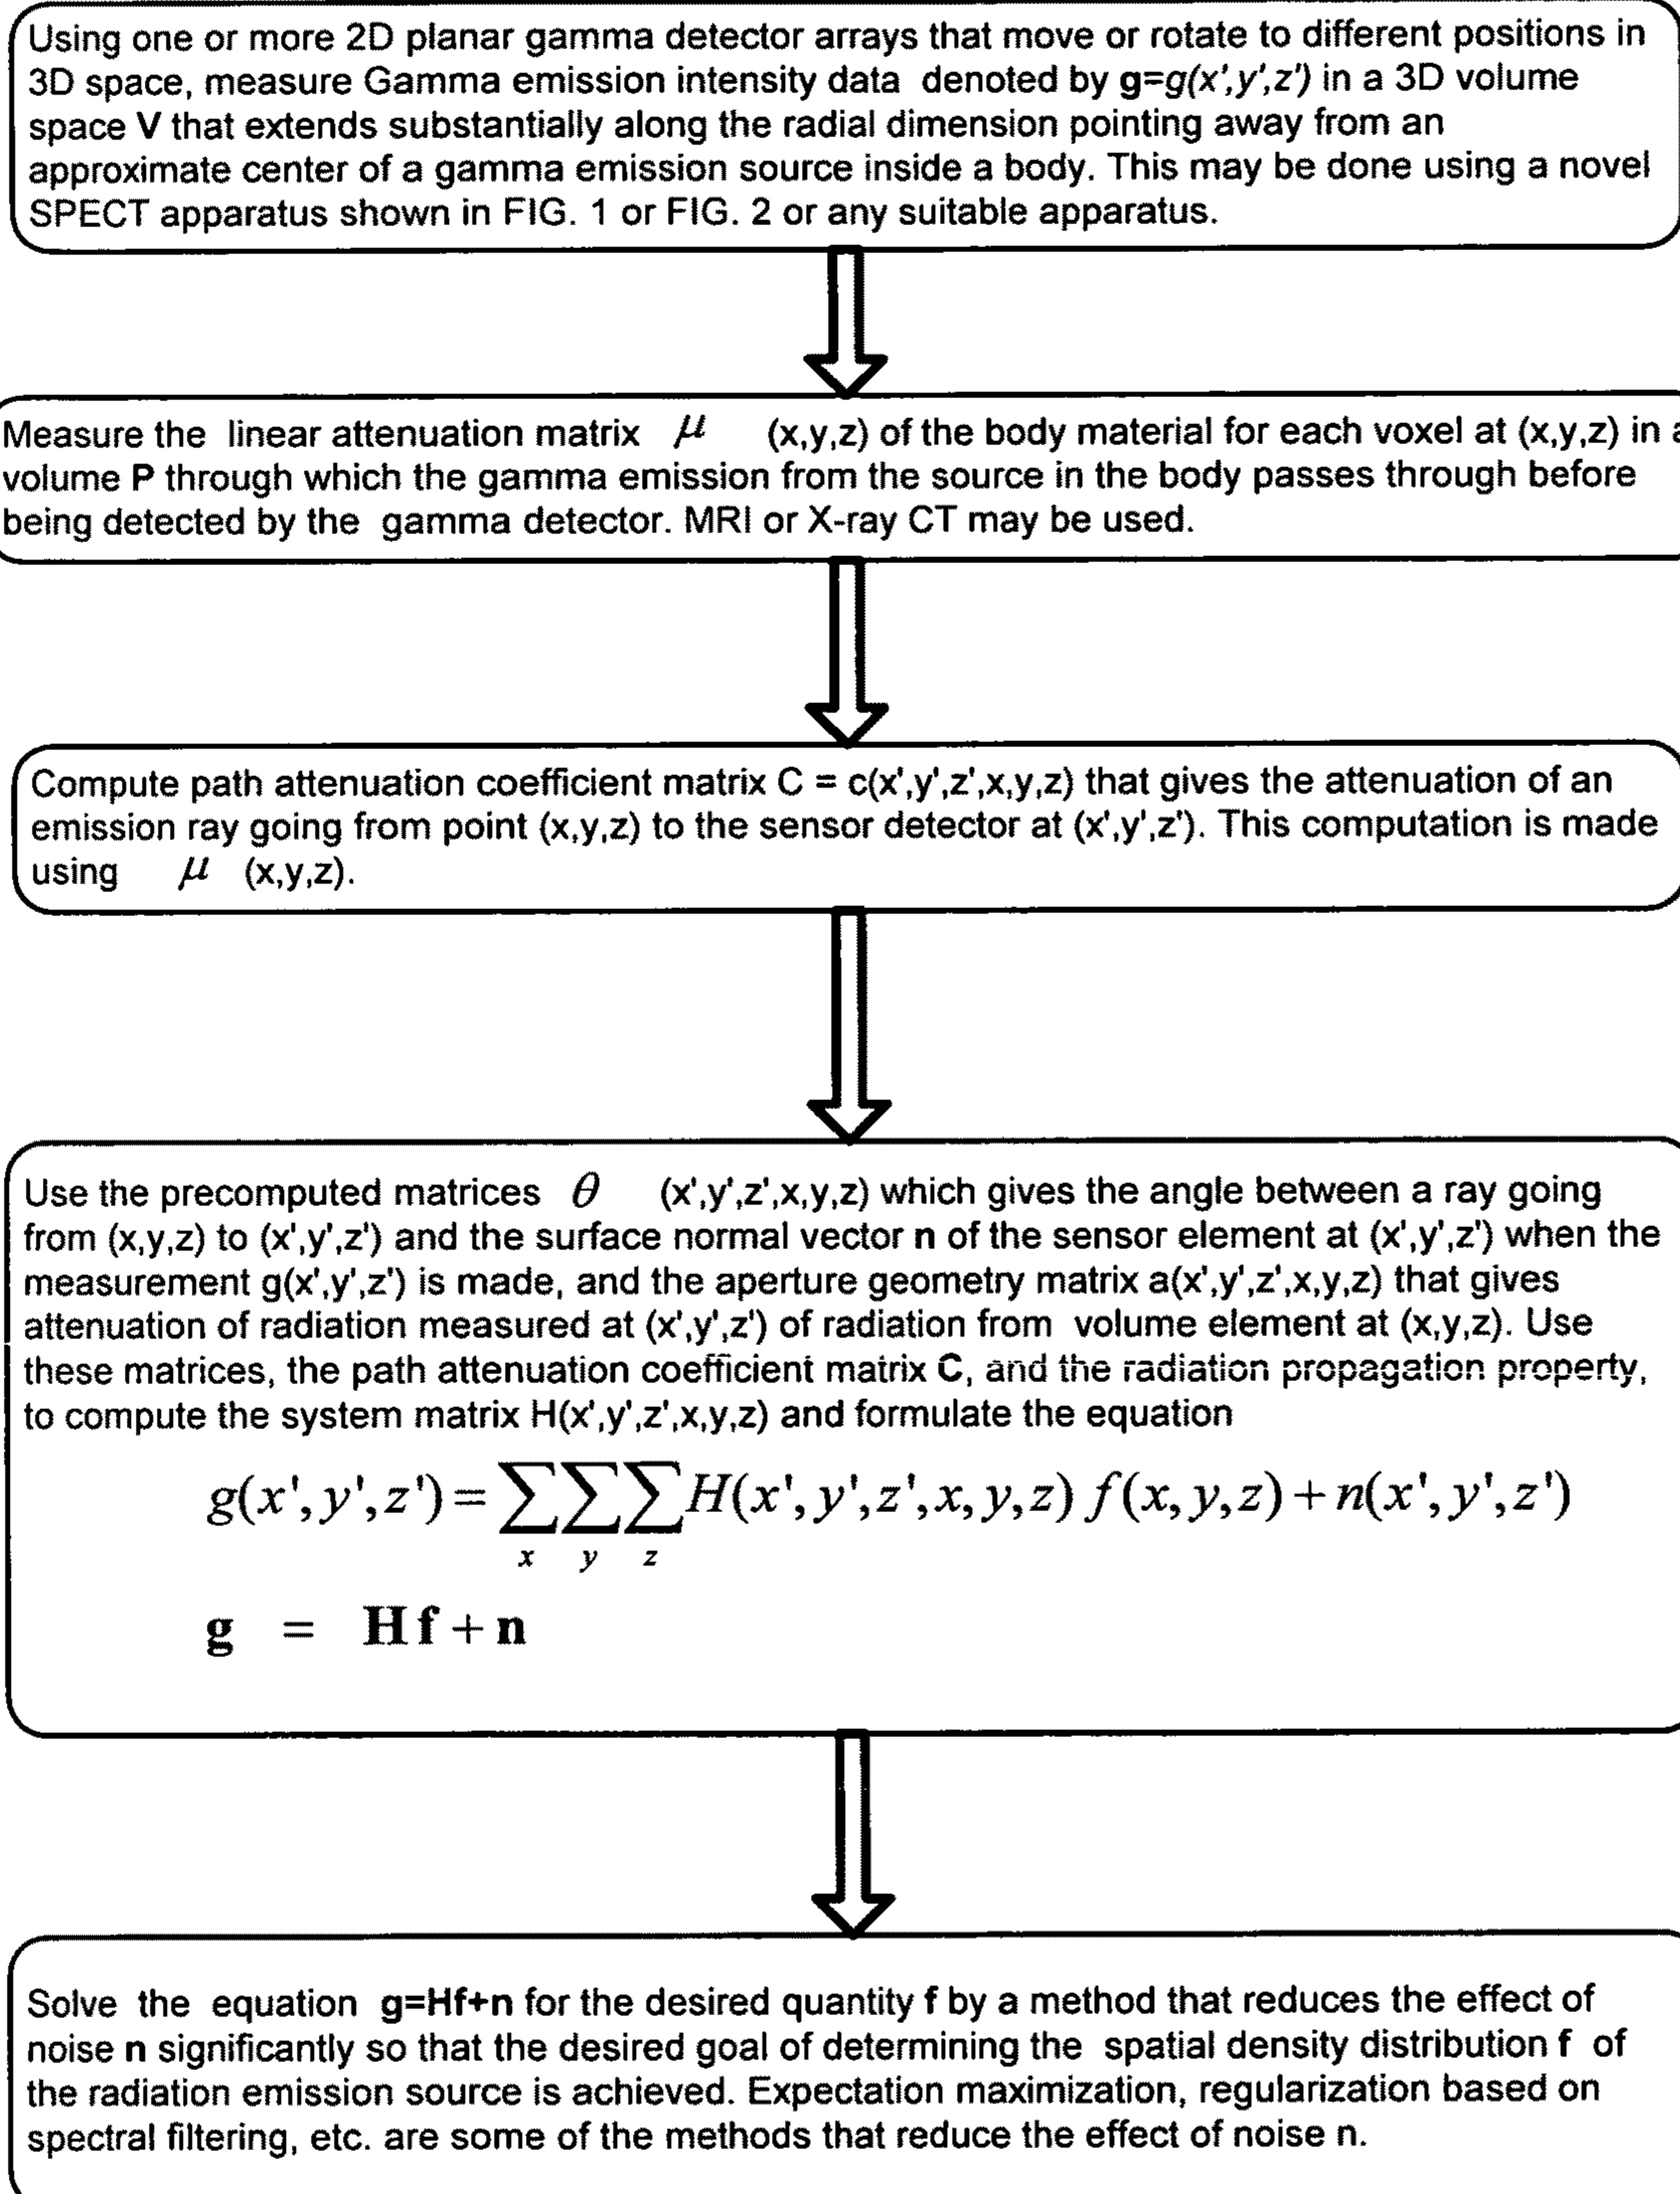 Using one or more 2D planar gamma detector arrays that move or rotate to different positions in
3D space, measure Gamma emission intensity data denoted by g=g(x',y',z') in a 3D volume
space V that extends substantially along the radial dimension pointing away from an
approximate center of a gamma emission source inside a body. This may be done using a novel
SPECT apparatus shown in FIG. 1 or FIG. 2 or any suitable apparatus.
Measure the linear attenuation matrix μ (x,y,z) of the body material for each voxel at (x,y,z) in a
volume P through which the gamma emission from the source in the body passes through before
being detected by the gamma detector. MRI or X-ray CT may be used.
Compute path attenuation coefficient matrix C = c(x',y',z',x,y,z) that gives the attenuation of an
emission ray going from point (x,y,z) to the sensor detector at (x',y',z'). This computation is made
using μ (x,y,z).
Use the precomputed matrices θ (x',y',z',x,y,z) which gives the angle between a ray going
from (x,y,z) to (x',y',z') and the surface normal vector n of the sensor element at (x',y',z') when the
measurement g(x',y',z') is made, and the aperture geometry matrix a(x',y',z',x,y,z) that gives
attenuation of radiation measured at (x',y',z') of radiation from volume element at (x,y,z). Use
these matrices, the path attenuation coefficient matrix C, and the radiation propagation property,
to compute the system matrix H(x',y',z',x,y,z) and formulate the equation
g(x',y',z') = ∑∑∑H(x',y',z',x,y,z) f(x,y,z)+n(x',y',z')
x y z
g = Hf+n
Solve the equation g=Hf+n for the desired quantity f by a method that reduces the effect of
noise n significantly so that the desired goal of determining the spatial density distribution f of
the radiation emission source is achieved. Expectation maximization, regularization based on
spectral filtering, etc. are some of the methods that reduce the effect of noise n.